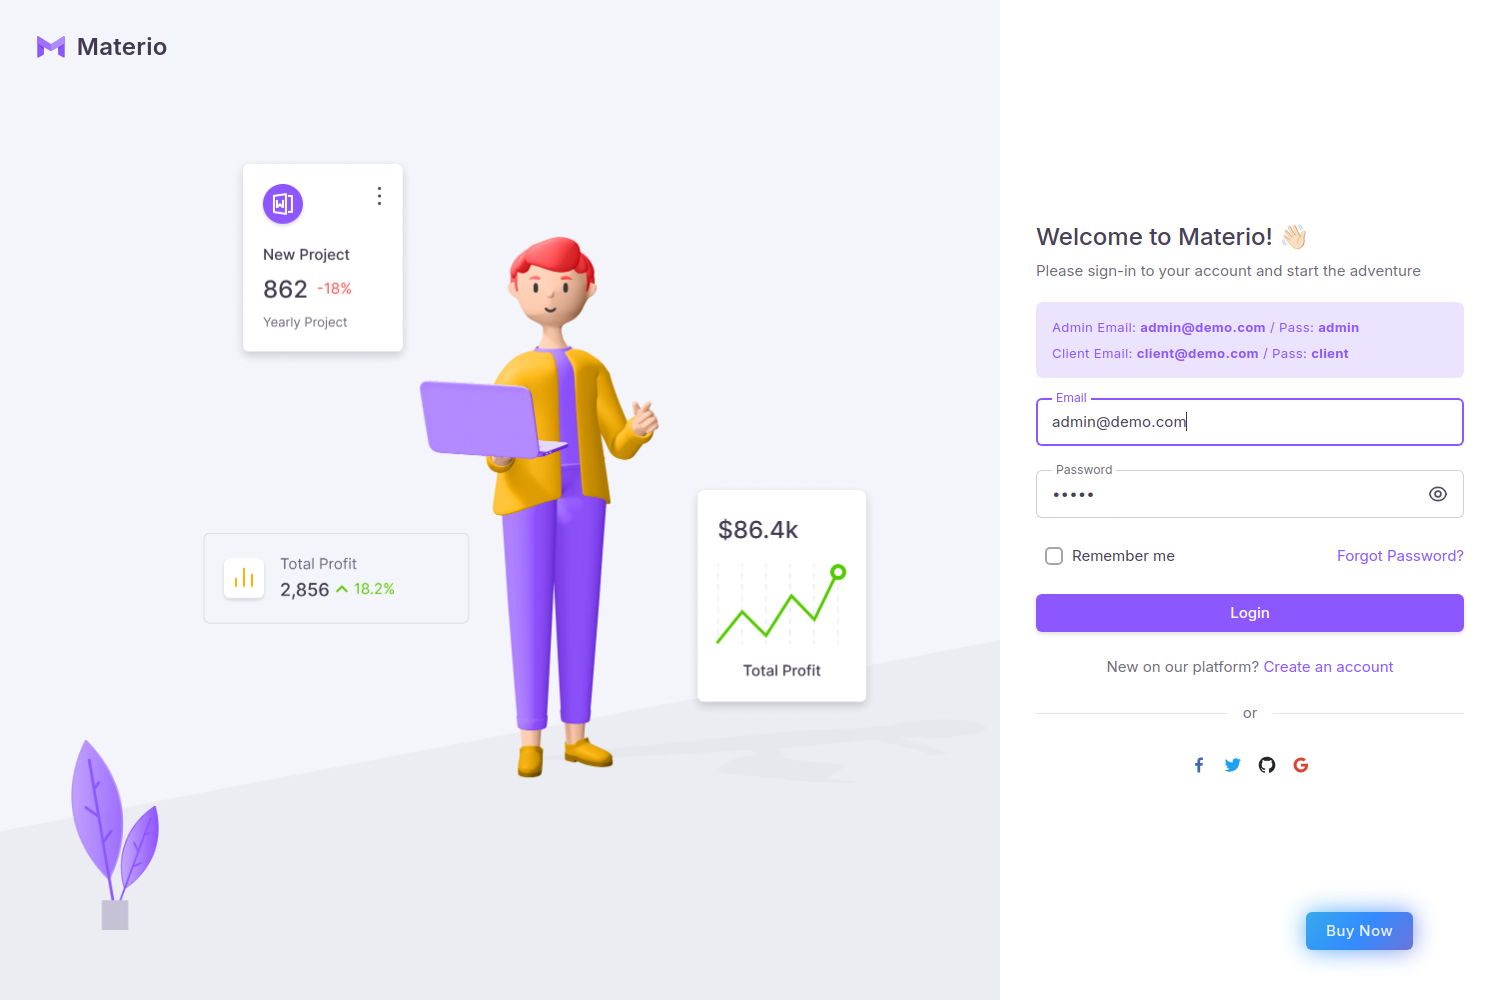 Materio
New Project
862 -18%
Yearly Project
Total Profit
2,856 18.2%
$86.4k
Total Profit
Welcome to Materio! 👋🏻
Please sign-in to your account and start the adventure
Admin Email: admin@demo.com / Pass: admin
Client Email: client@demo.com / Pass: client
Email
admin@demo.com
Password
•••••
Remember me
Forgot Password?
Login
New on our platform? Create an account
or
Buy Now